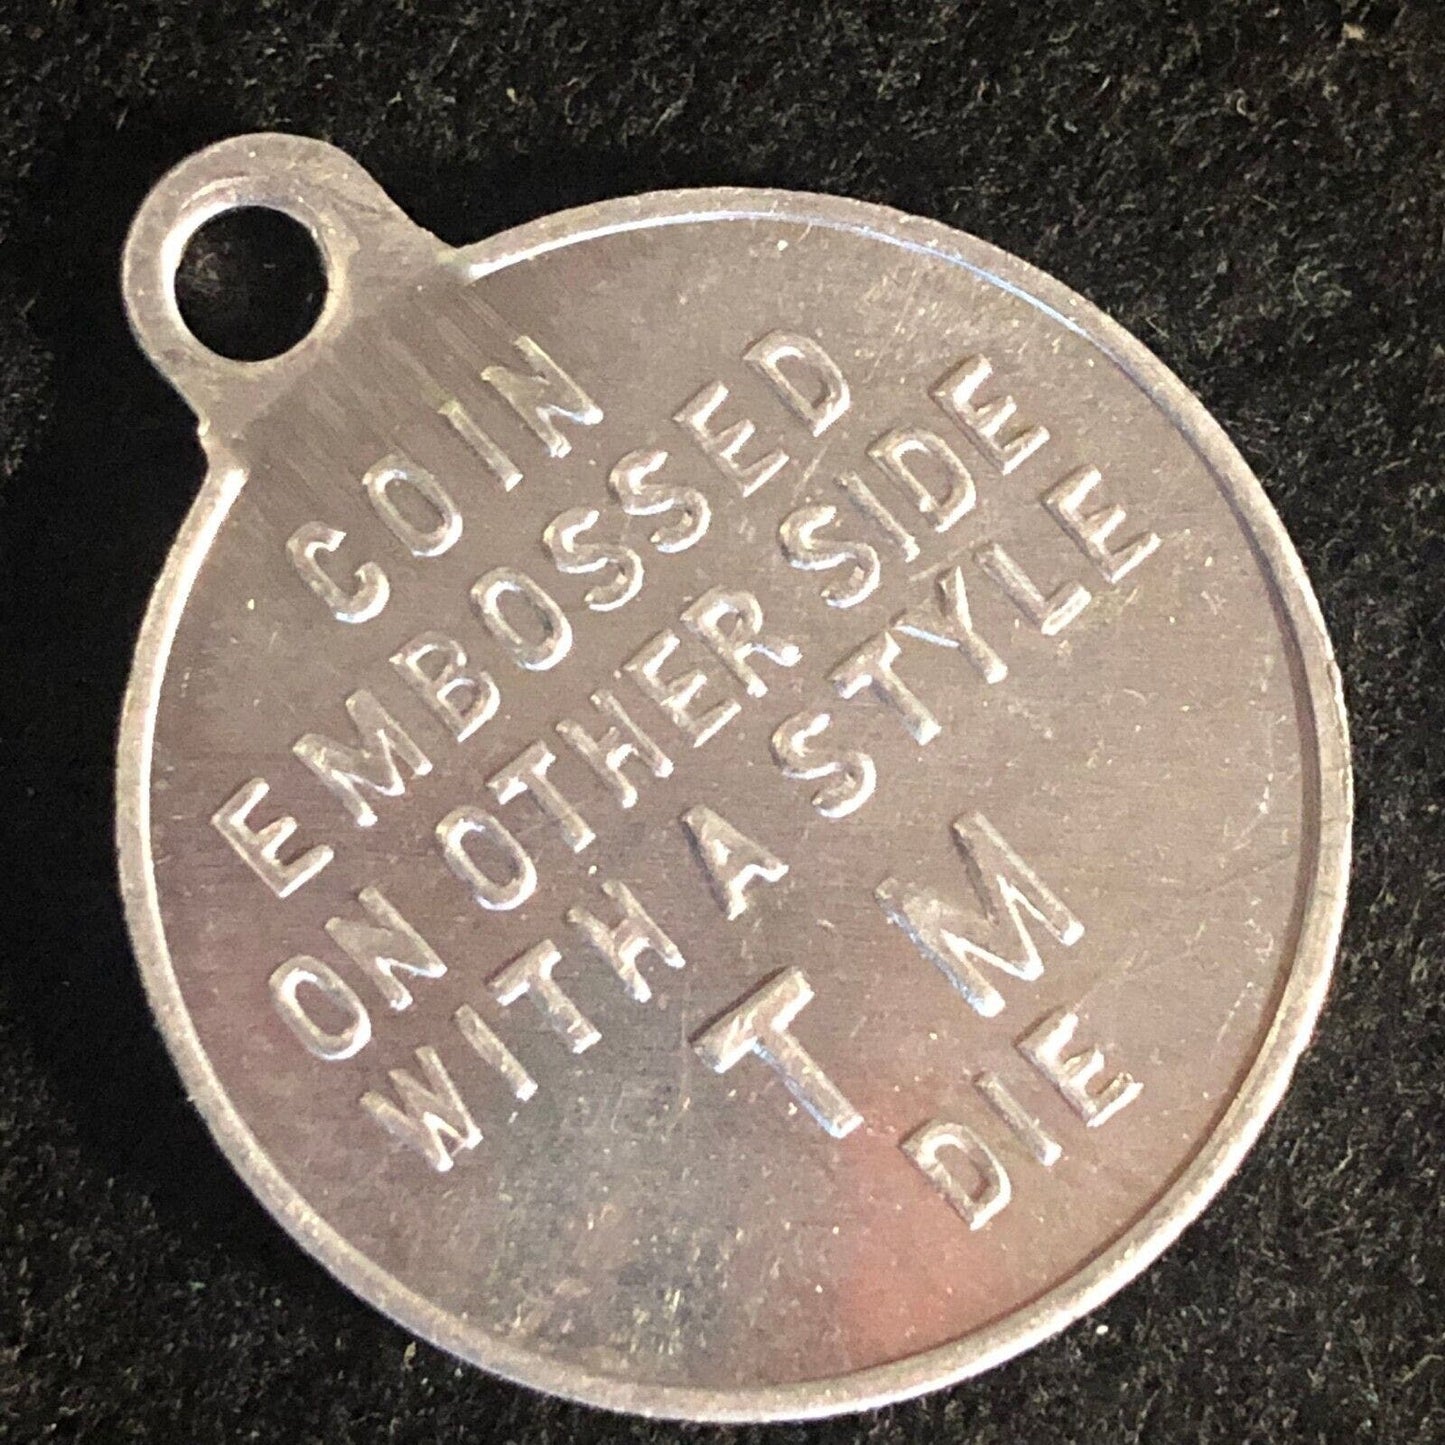 COIN
EMBOSSED
ON OTHER SIDE
WITH A STYLE
T M
DIE